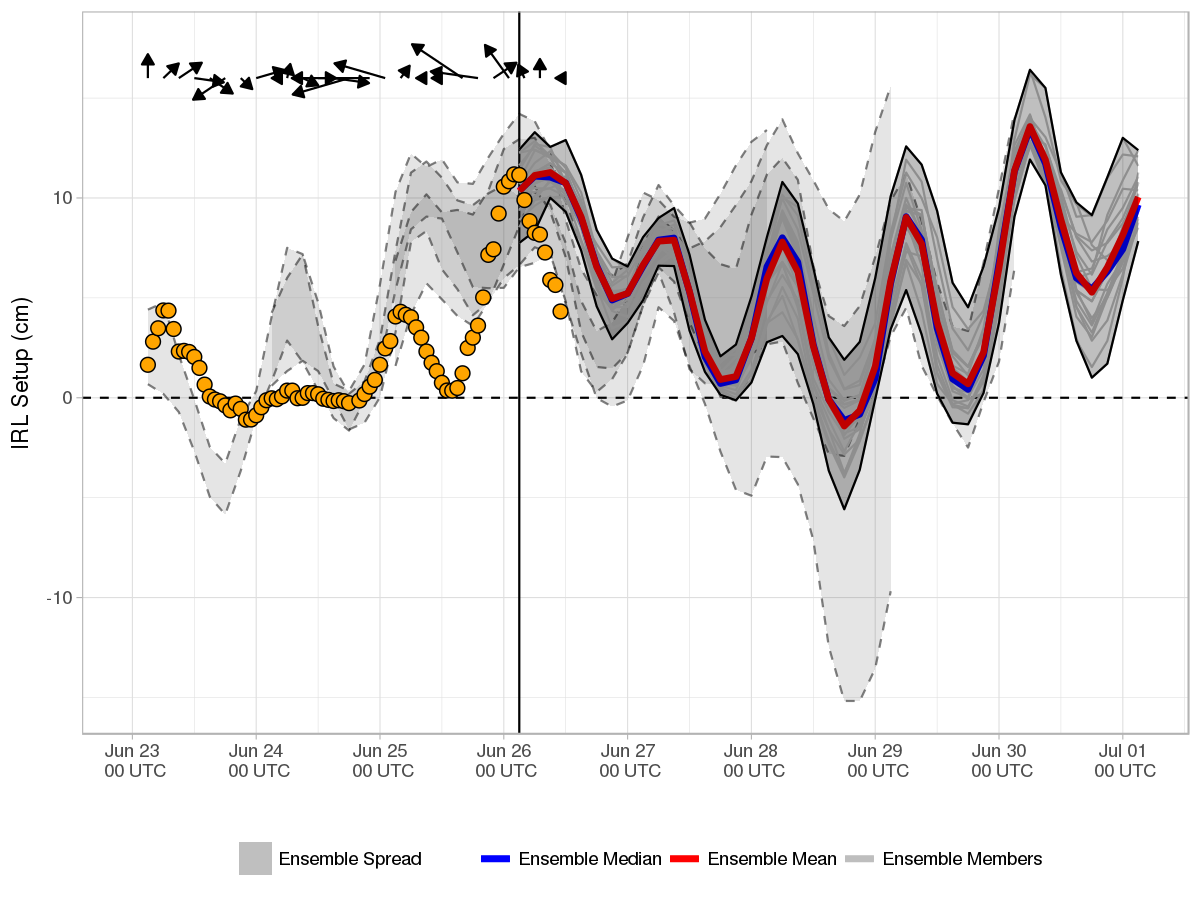 IRL Setup (cm)
10
0
-10
Jun 23 Jun 24 Jun 25 Jun 26 Jun 27 Jun 28 Jun 29 Jun 30 Jul 01
00 UTC 00 UTC 00 UTC 00 UTC 00 UTC 00 UTC 00 UTC 00 UTC 00 UTC
Ensemble Spread Ensemble Median Ensemble Mean Ensemble Members